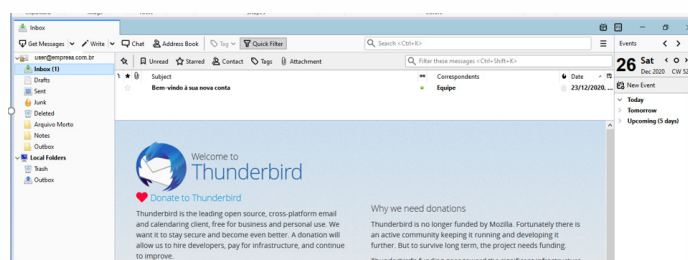 Inbox
Get Messages
Write
Chat
Address Book
Tag
Quick Filter
Search <Ctrl+K>
Events
user@empresa.com.br
Inbox (1)
Drafts
Sent
Junk
Deleted
Arquivo Morto
Notes
Outbox
Local Folders
Trash
Outbox
Unread
Starred
Contact
Tags
Attachment
Filter these messages <Ctrl+Shift+K>
Subject
Correspondents
Date
Bem-vindo à sua nova conta
Equipe
23/12/2020, ...
26
Sat
Dec 2020 CW 52
New Event
Today
Tomorrow
Upcoming (5 days)
Welcome to
Thunderbird
Donate to Thunderbird
Thunderbird is the leading open source, cross-platform email
and calendaring client, free for business and personal use. We
want it to stay secure and become even better. A donation will
allow us to hire developers, pay for infrastructure, and continue
to improve.
Why we need donations
Thunderbird is no longer funded by Mozilla. Fortunately there is
an active community keeping it running and developing it
further. But to survive long term, the project needs funding.